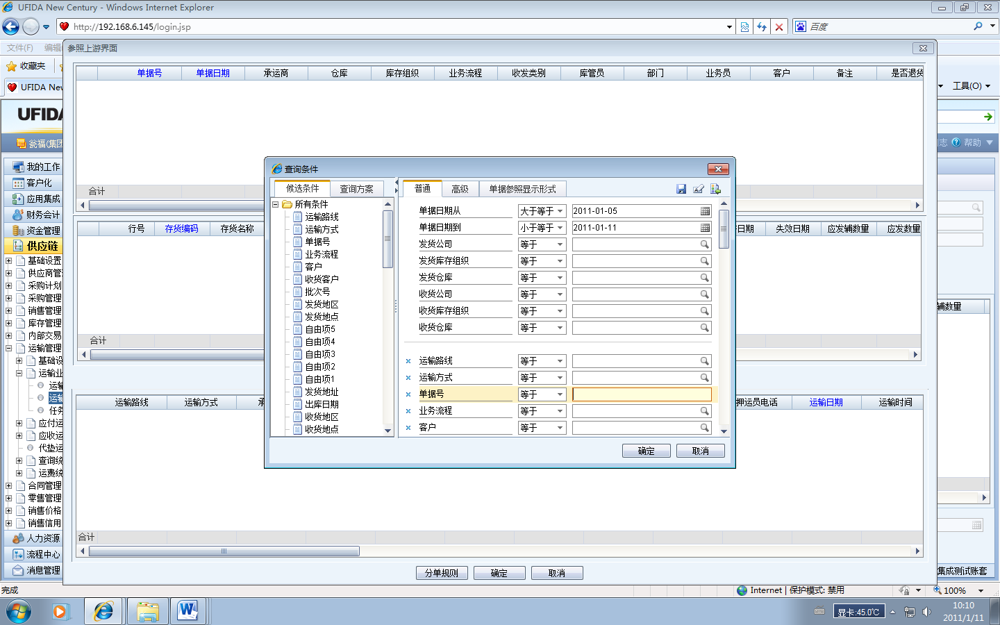 UFIDA New Century - Windows Internet Explorer
http://192.168.6.145/login.jsp
百度
文件(F)
参照上游界面
收藏夹
工具(O)
单据号 单据日期 承运商 仓库 库存组织 业务流程 收发类别 库管员 部门 业务员 客户 备注 是否退货
合计
UFIDA
帮助
我的工作
客户化
应用集成
财务会计
资金管理
供应链
基础设置
供应商管
采购计划
采购管理
销售管理
库存管理
内部交易
运输管理
基础设
运输业
运输
运输
任务
应付运
应收运
代垫运
查询统
运费统
合同管理
零售管理
销售价格
销售信用
人力资源
流程中心
消息管理
行号 存货编码 存货名称
日期 失效日期 应发辅数量 应发数量
合计
查询条件
候选条件 查询方案
所有条件
运输路线
运输方式
单据号
业务流程
客户
收货客户
批次号
发货地区
发货地点
自由项5
自由项4
自由项3
自由项2
自由项1
发货地址
出库日期
收货地区
收货地点
普通 高级 单据参照显示形式
单据日期从 大于等于 2011-01-05
单据日期到 小于等于 2011-01-11
发货公司 等于
发货库存组织 等于
发货仓库 等于
收货公司 等于
收货库存组织 等于
收货仓库 等于
运输路线 等于
运输方式 等于
单据号 等于
业务流程 等于
客户 等于
确定 取消
运输路线 运输方式
押运员电话 运输日期 运输时间
合计
分单规则 确定 取消
辅数量
集成测试账套
完成
Internet | 保护模式: 禁用
100%
显卡:45.0℃
10:10
2011/1/11